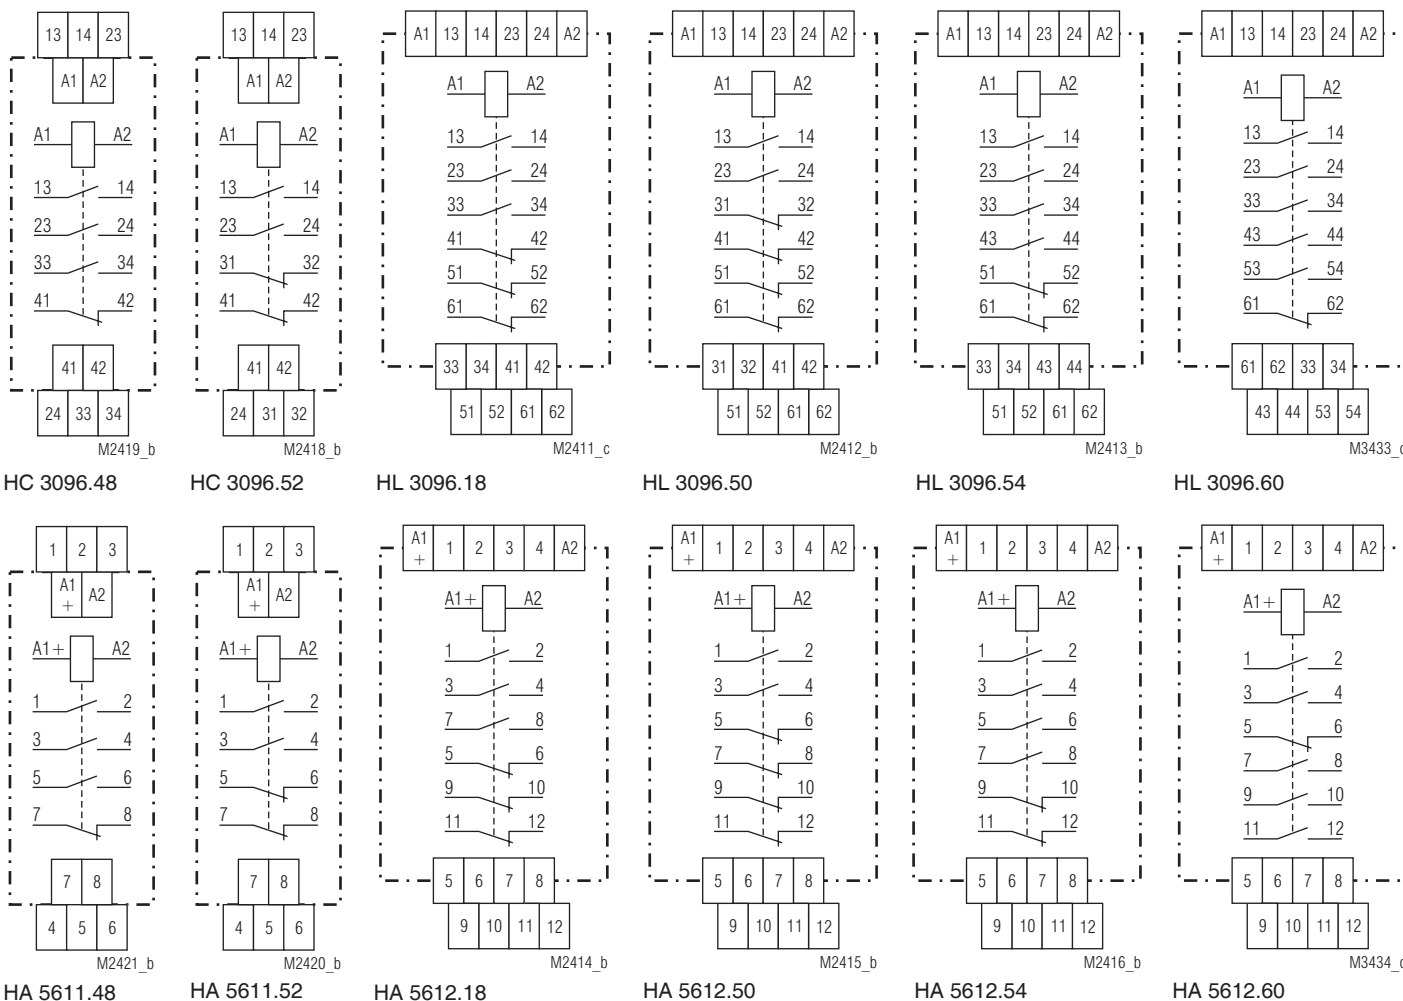 13 14 23
A1 A2
A1 A2
13 14
23 24
33 34
41 42
41 42
24 33 34
M2419_b
HC 3096.48
13 14 23
A1 A2
A1 A2
13 14
23 24
31 32
41 42
41 42
24 31 32
M2418_b
HC 3096.52
A1 13 14 23 24 A2
A1 A2
13 14
23 24
33 34
41 42
51 52
61 62
33 34 41 42
51 52 61 62
M2411_c
HL 3096.18
A1 13 14 23 24 A2
A1 A2
13 14
23 24
31 32
41 42
51 52
61 62
31 32 41 42
51 52 61 62
M2412_b
HL 3096.50
A1 13 14 23 24 A2
A1 A2
13 14
23 24
33 34
43 44
51 52
61 62
33 34 43 44
51 52 61 62
M2413_b
HL 3096.54
A1 13 14 23 24 A2
A1 A2
13 14
23 24
33 34
43 44
53 54
61 62
61 62 33 34
43 44 53 54
HL 3096.60
1 2 3
A1 + A2
A1+ A2
1 2
3 4
5 6
7 8
7 8
4 5 6
M2421_b
HA 5611.48
1 2 3
A1 + A2
A1+ A2
1 2
3 4
5 6
7 8
7 8
4 5 6
M2420_b
HA 5611.52
A1 + 1 2 3 4 A2
A1+ A2
1 2
3 4
7 8
5 6
9 10
11 12
5 6 7 8
9 10 11 12
M2414_b
HA 5612.18
A1 + 1 2 3 4 A2
A1+ A2
1 2
3 4
5 6
7 8
9 10
11 12
5 6 7 8
9 10 11 12
M2415_b
HA 5612.50
A1 + 1 2 3 4 A2
A1+ A2
1 2
3 4
5 6
7 8
9 10
11 12
5 6 7 8
9 10 11 12
M2416_b
HA 5612.54
A1 + 1 2 3 4 A2
A1+ A2
1 2
3 4
5 6
7 8
9 10
11 12
5 6 7 8
9 10 11 12
HA 5612.60